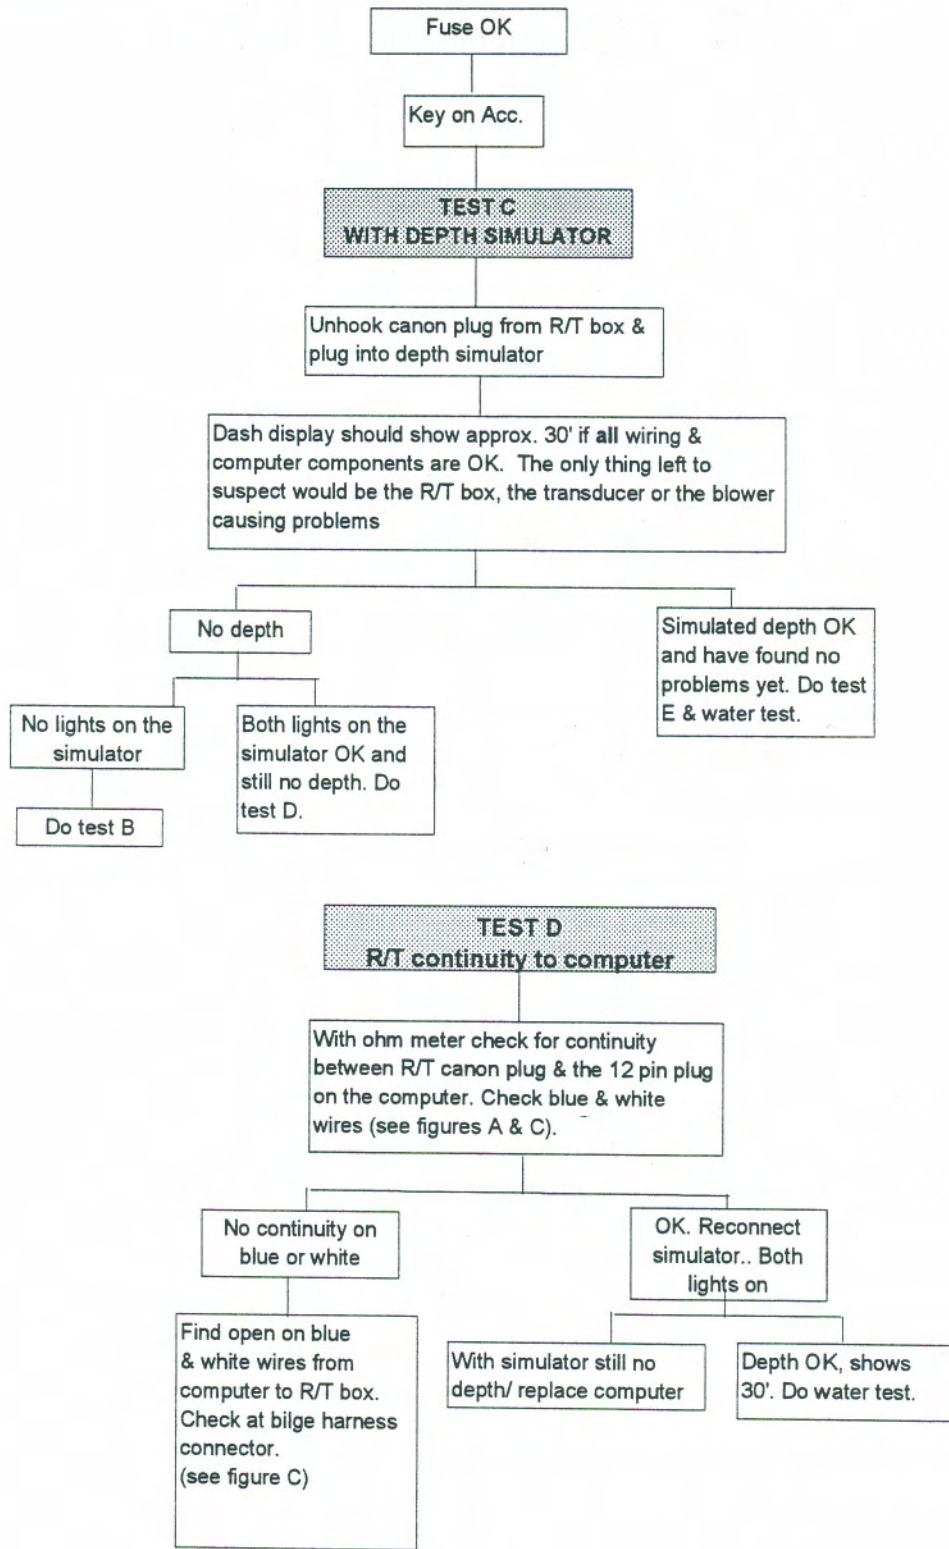 Fuse OK
Key on Acc.
TEST C
WITH DEPTH SIMULATOR
Unhook canon plug from R/T box &
plug into depth simulator
Dash display should show approx. 30' if all wiring &
computer components are OK. The only thing left to
suspect would be the R/T box, the transducer or the blower
causing problems
No depth
Simulated depth OK
and have found no
problems yet. Do test
E & water test.
No lights on the
simulator
Both lights on the
simulator OK and
still no depth. Do
test D.
Do test B
TEST D
R/T continuity to computer
With ohm meter check for continuity
between R/T canon plug & the 12 pin plug
on the computer. Check blue & white
wires (see figures A & C).
No continuity on
blue or white
OK. Reconnect
simulator.. Both
lights on
Find open on blue
& white wires from
computer to R/T box.
Check at bilge harness
connector.
(see figure C)
With simulator still no
depth/ replace computer
Depth OK, shows
30'. Do water test.